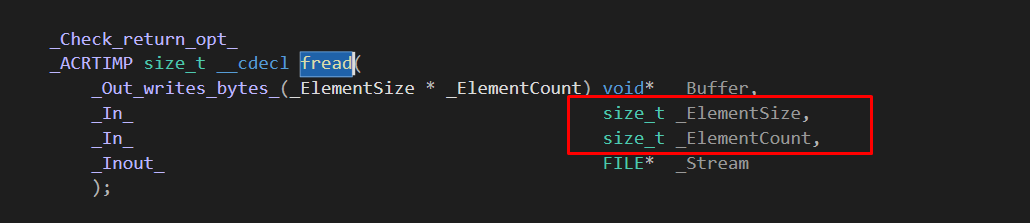 _Check_return_opt_
_ACRTIMP size_t __cdecl fread(
_Out_writes_bytes_(_ElementSize * _ElementCount) void* _Buffer,
_In_ size_t _ElementSize,
_In_ size_t _ElementCount,
_Inout_ FILE* _Stream
);